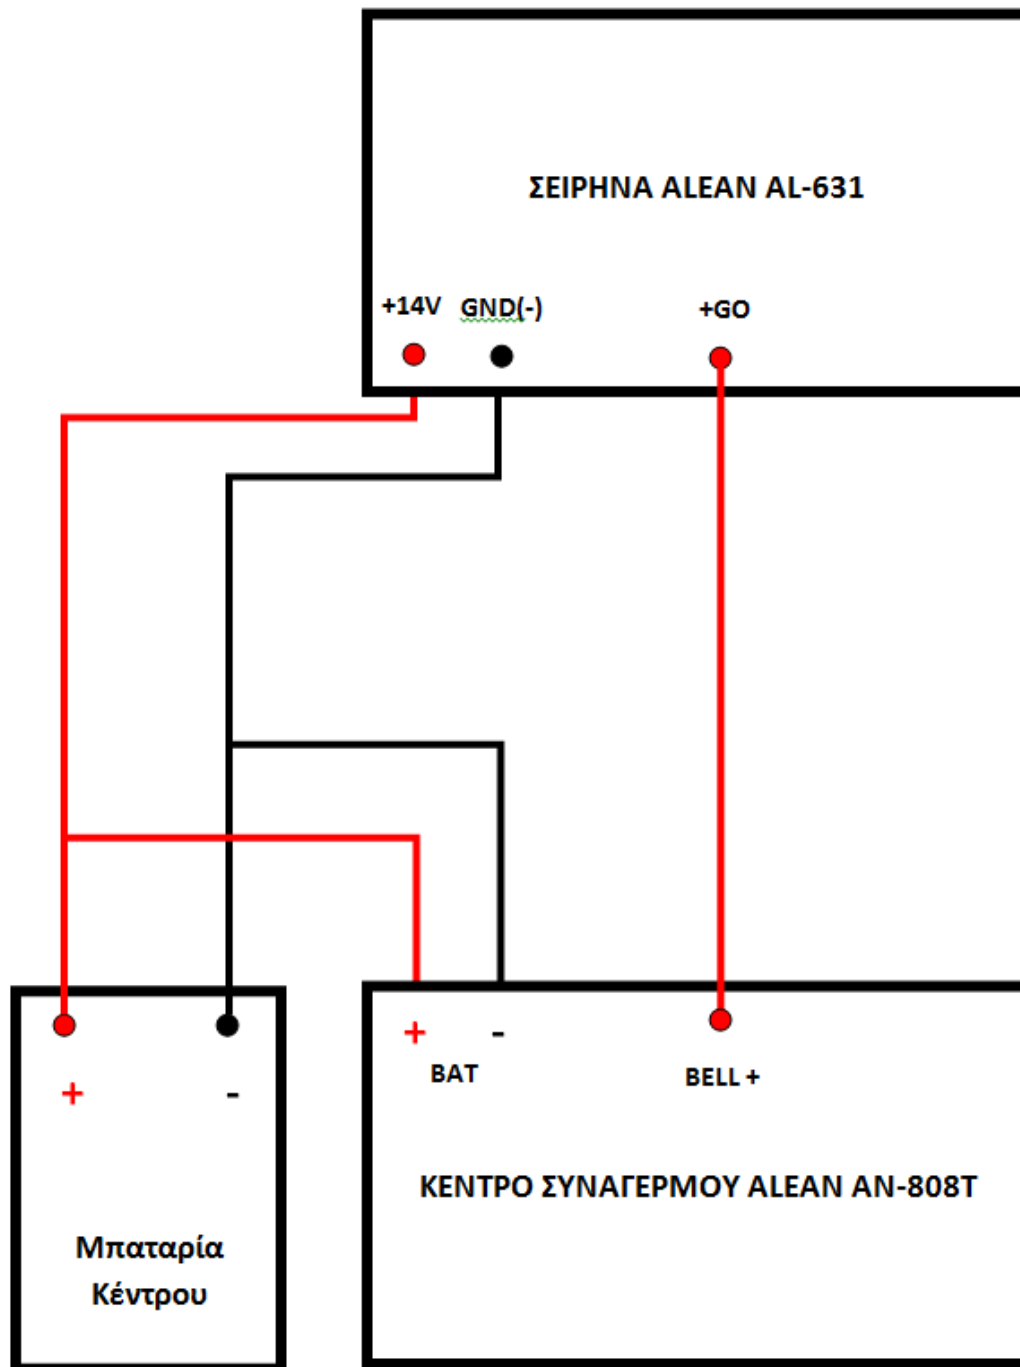 ΣΕΙΡΗΝΑ ALEAN AL-631
+14V GND(-) +GO
+ - 
BAT BELL +
+ -
ΚΕΝΤΡΟ ΣΥΝΑΓΕΡΜΟΥ ALEAN AN-808T
Μπαταρία
Κέντρου